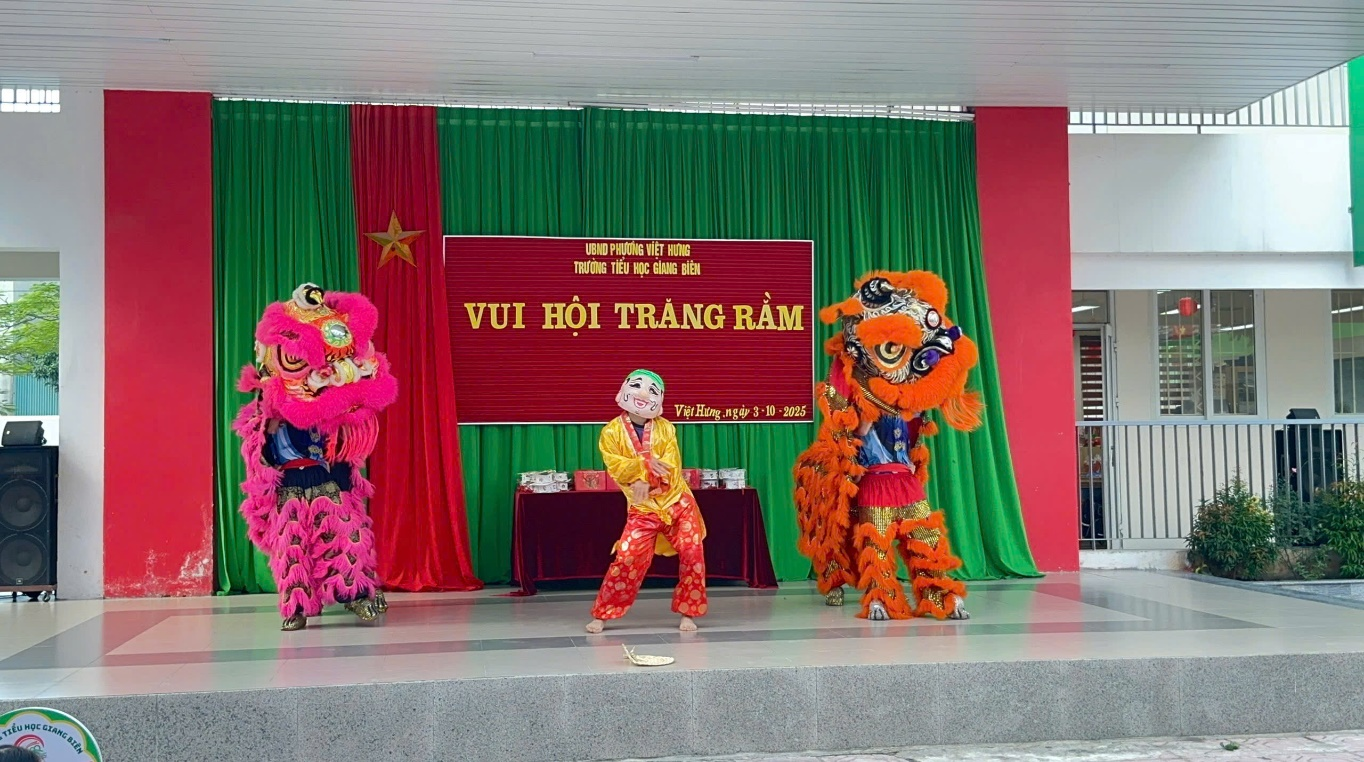 UBND PHƯỜNG VIỆT HƯNG
TRƯỜNG TIỂU HỌC GIANG BIÊN
VUI HỘI TRĂNG RẰM
Việt Hưng, ngày 3-10-2025
TIỂU HỌC GIANG BIÊN